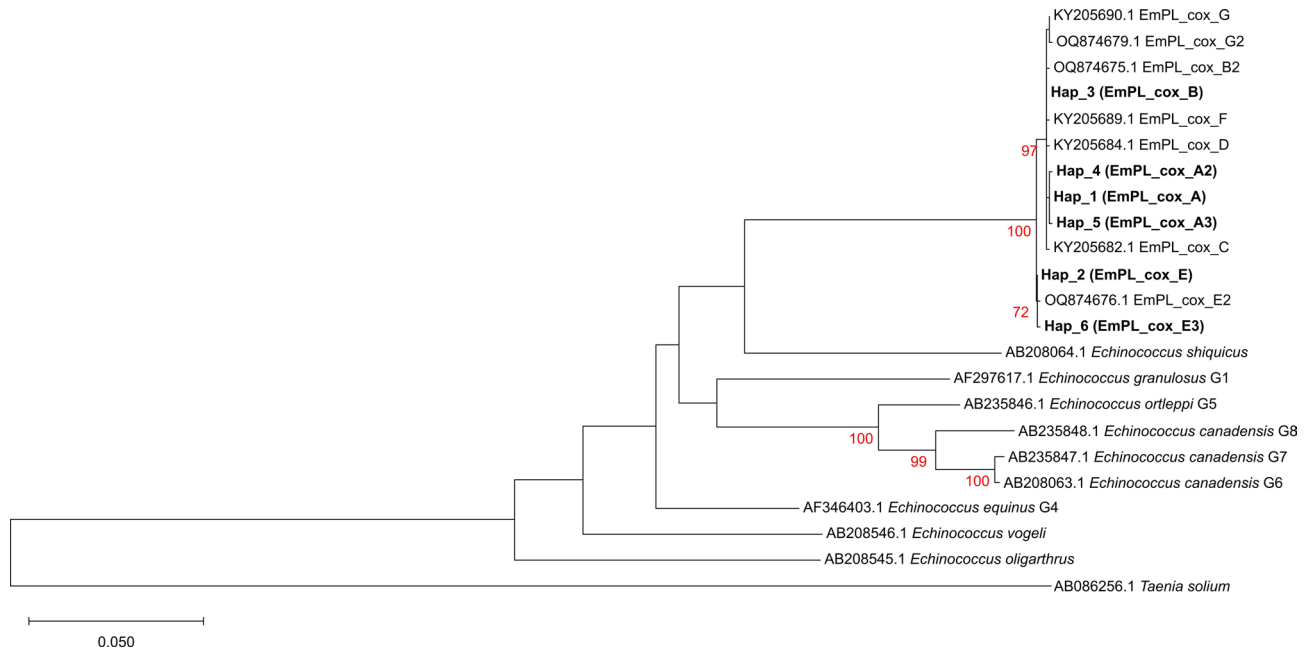 KY205690.1 EmPL_cox_G
OQ874679.1 EmPL_cox_G2
OQ874675.1 EmPL_cox_B2
Hap_3 (EmPL_cox_B)
KY205689.1 EmPL_cox_F
KY205684.1 EmPL_cox_D
97
Hap_4 (EmPL_cox_A2)
Hap_1 (EmPL_cox_A)
Hap_5 (EmPL_cox_A3)
100
KY205682.1 EmPL_cox_C
Hap_2 (EmPL_cox_E)
OQ874676.1 EmPL_cox_E2
72
Hap_6 (EmPL_cox_E3)
AB208064.1 Echinococcus shiquicus
AF297617.1 Echinococcus granulosus G1
AB235846.1 Echinococcus ortleppi G5
100
AB235848.1 Echinococcus canadensis G8
99
AB235847.1 Echinococcus canadensis G7
100
AB208063.1 Echinococcus canadensis G6
AF346403.1 Echinococcus equinus G4
AB208546.1 Echinococcus vogeli
AB208545.1 Echinococcus oligarthrus
AB086256.1 Taenia solium
0.050